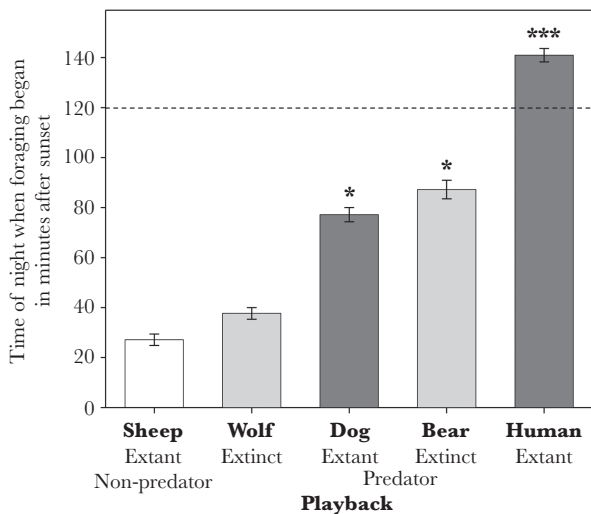 Time of night when foraging began
in minutes after sunset
140
120
100
80
60
40
20
0
***
*
*
Sheep Wolf Dog Bear Human
Extant Extinct Extant Extinct Extant
Non-predator Predator
Playback